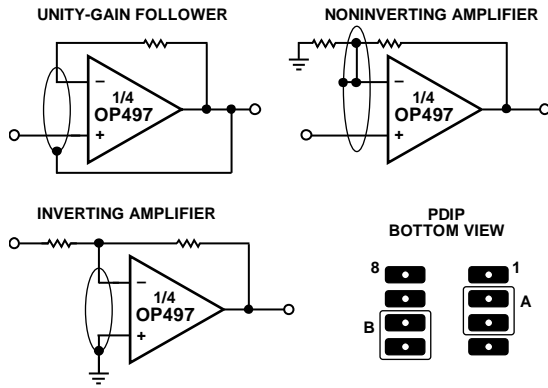 UNITY-GAIN FOLLOWER
−
1/4
OP497
+
NONINVERTING AMPLIFIER
−
1/4
OP497
+
INVERTING AMPLIFIER
−
1/4
OP497
+
PDIP
BOTTOM VIEW
8
1
A
B